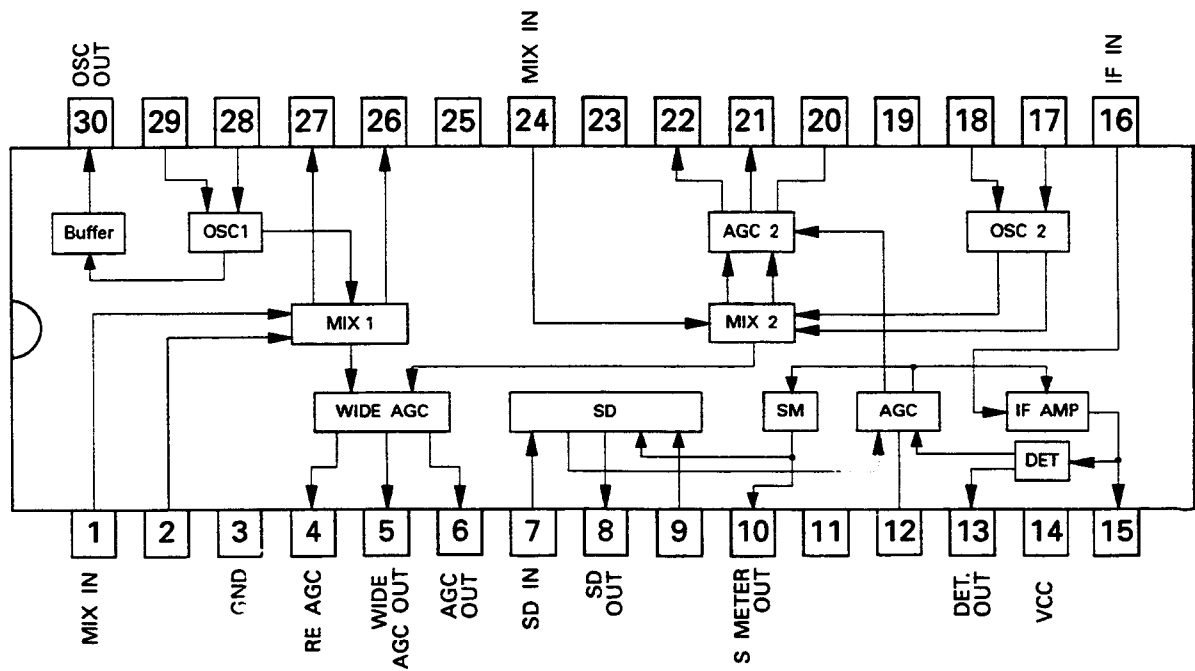 OSC
OUT
MIX IN
IF IN
30 29 28 27 26 25 24 23 22 21 20 19 18 17 16
Buffer
OSC1
AGC 2
OSC 2
MIX 1
MIX 2
WIDE AGC
SD
SM
AGC
IF AMP
DET
1 2 3 4 5 6 7 8 9 10 11 12 13 14 15
MIX IN
GND
RE AGC
WIDE
AGC OUT
AGC
OUT
SD IN
SD
OUT
S METER
OUT
DET.
OUT
VCC